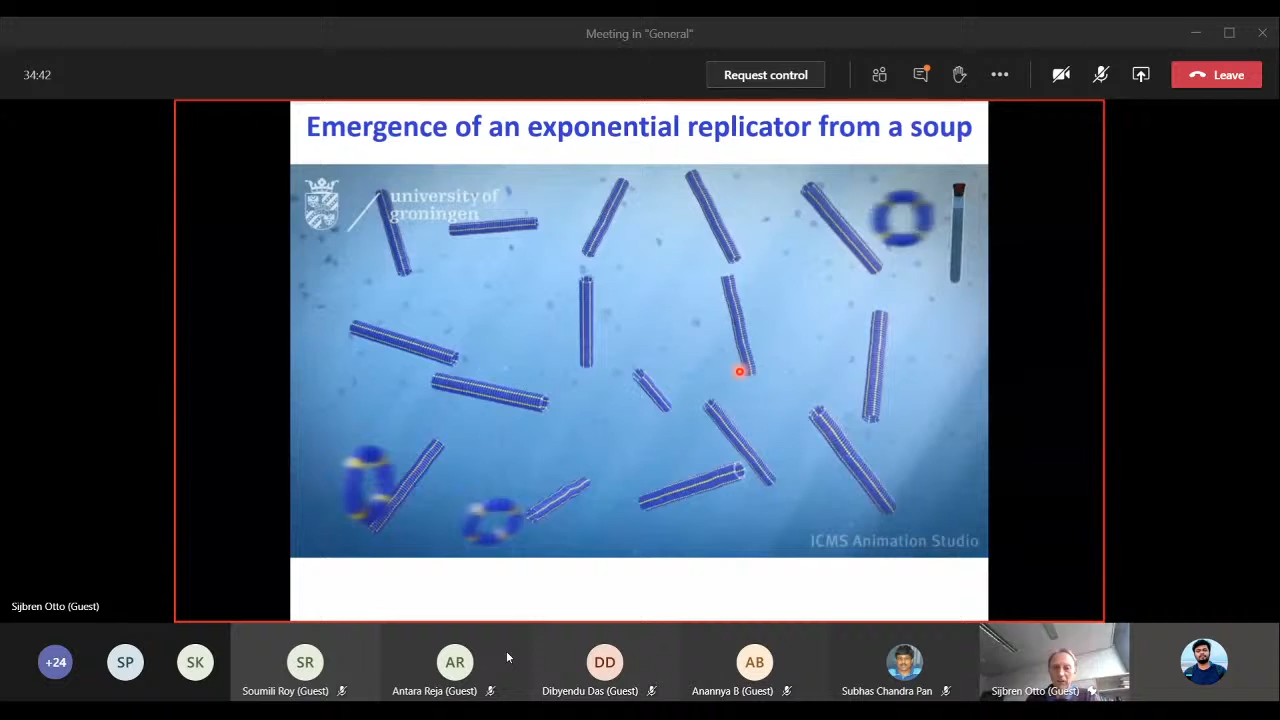 Meeting in "General"
34:42
Request control
Leave
Emergence of an exponential replicator from a soup
university of
groningen
ICMS Animation Studio
Sijbren Otto (Guest)
+24
SP
SK
SR
AR
DD
AB
Soumili Roy (Guest)
Antara Reja (Guest)
Dibyendu Das (Guest)
Anannya B (Guest)
Subhas Chandra Pan
Sijbren Otto (Guest)